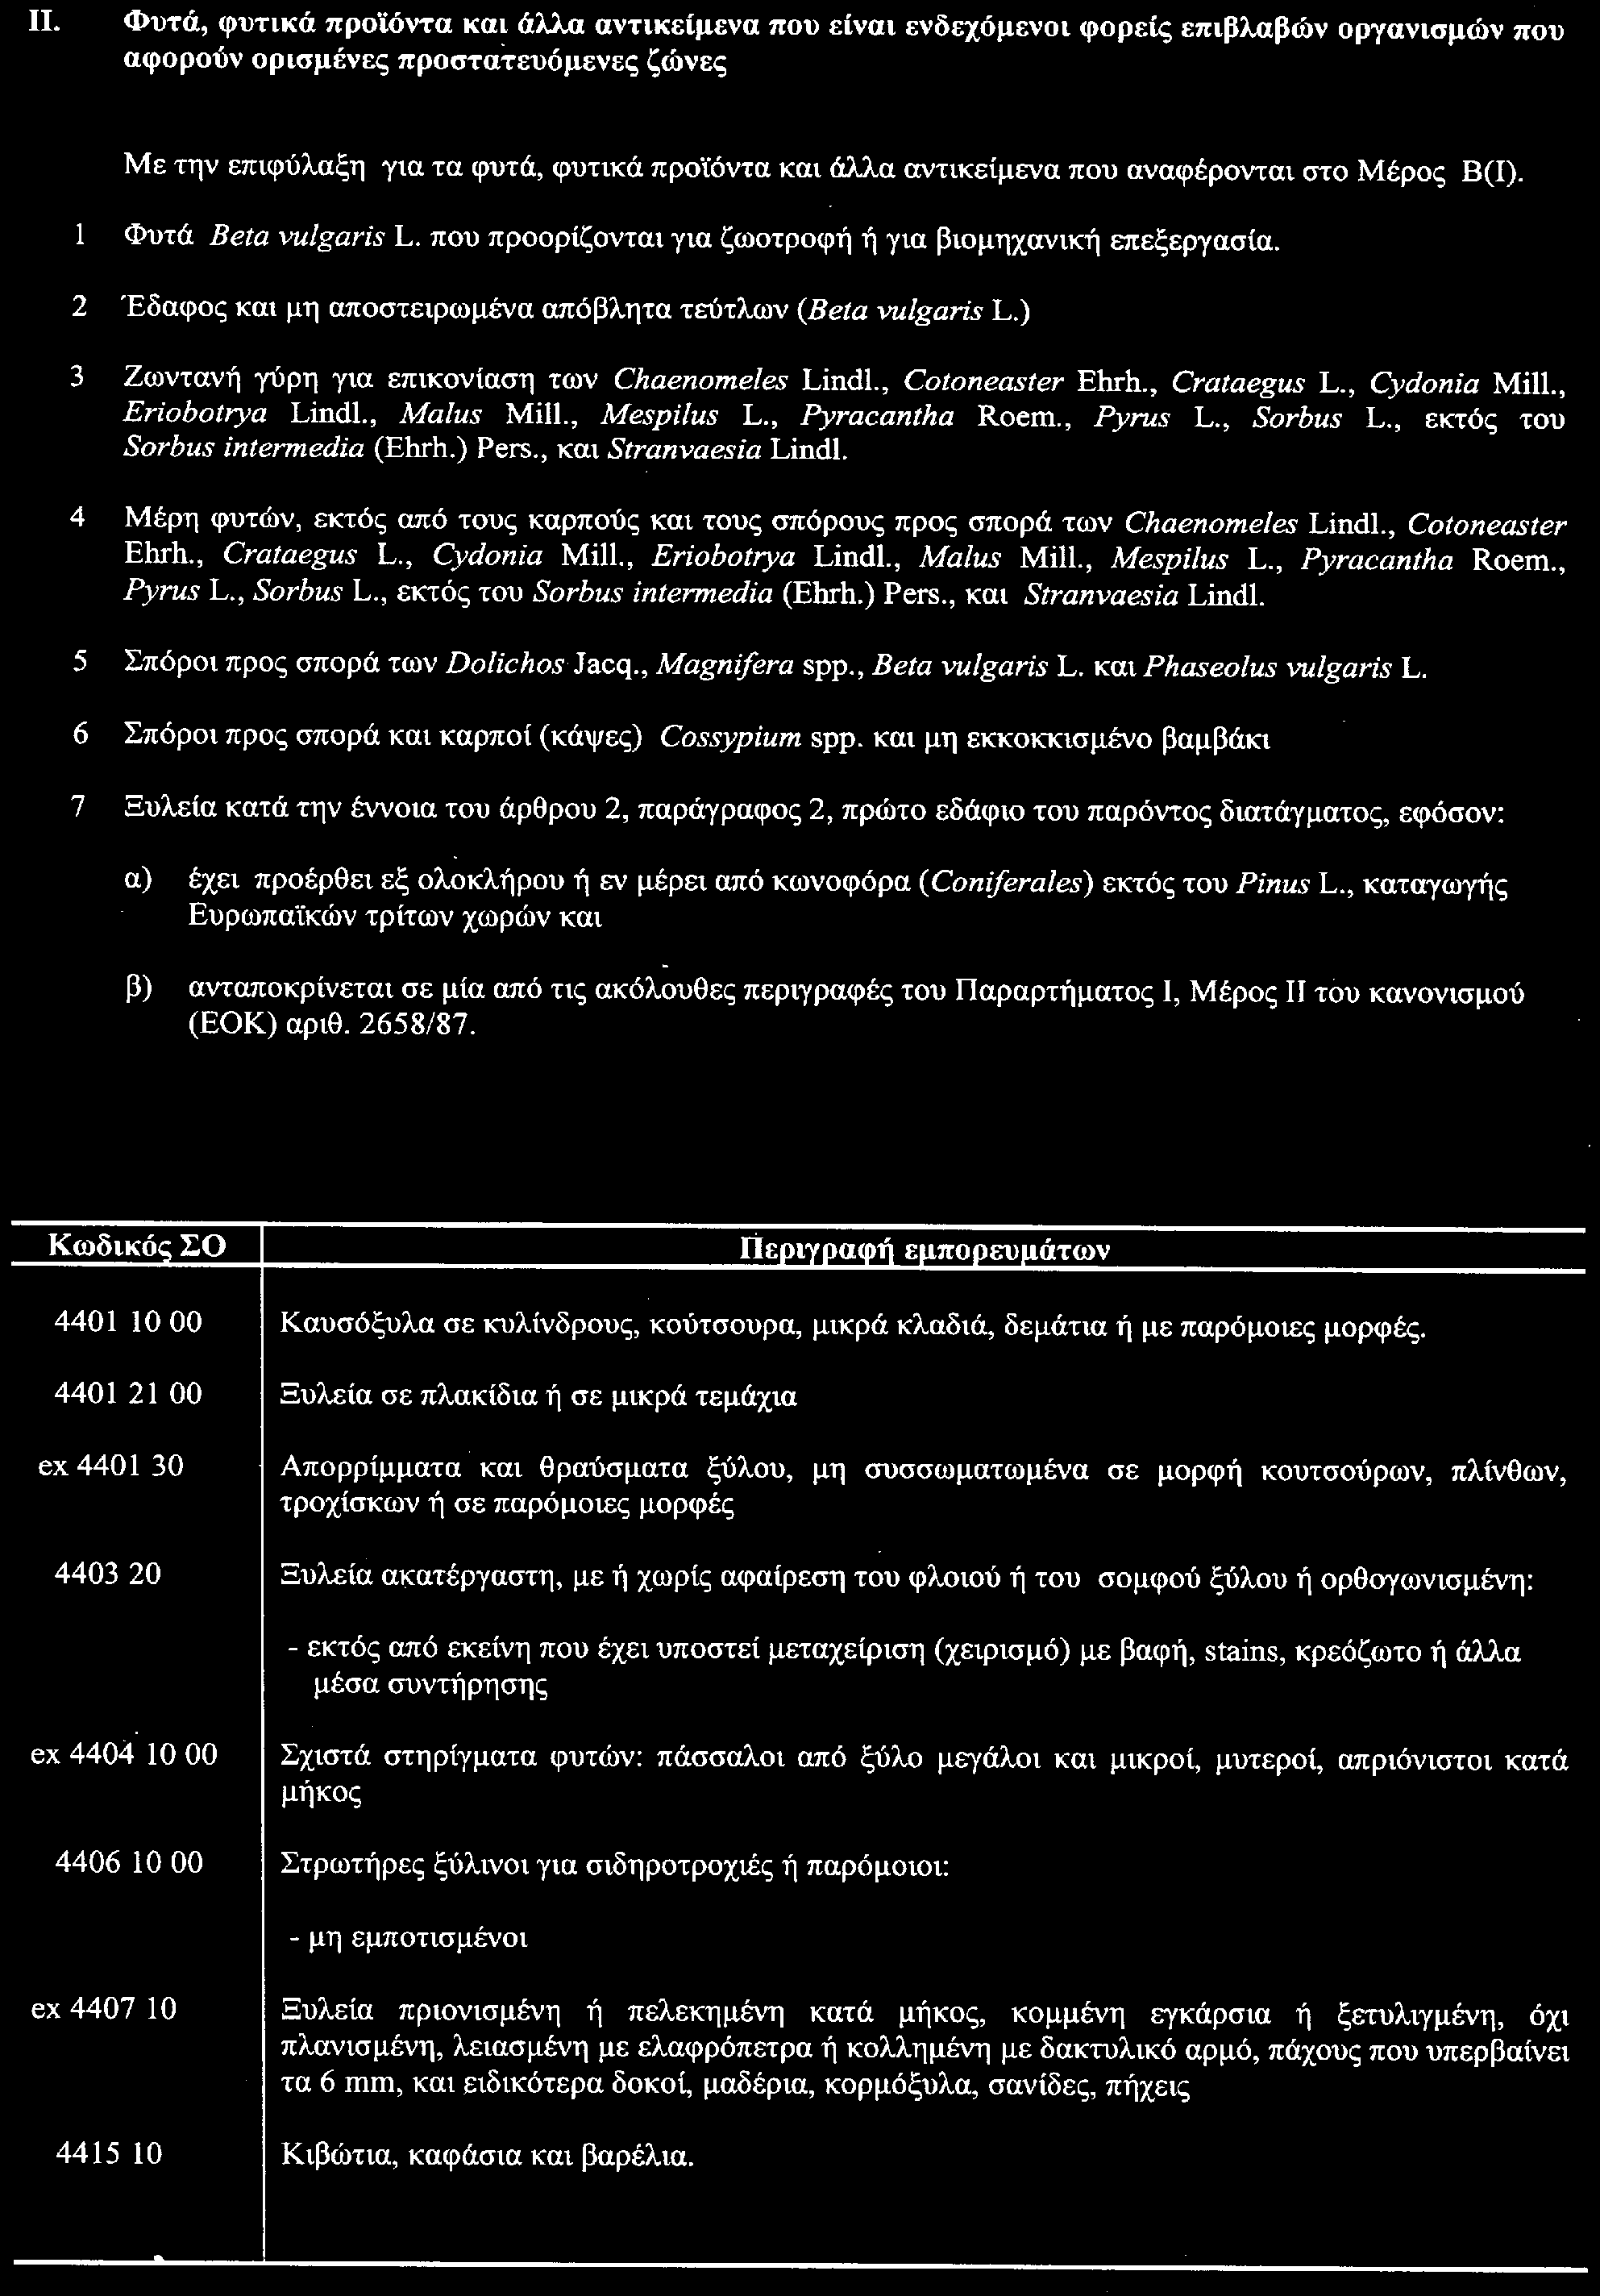 II. Φυτά, φυτικά προϊόντα και άλλα αντικείμενα που είναι ενδεχόμενοι φορείς επιβλαβών οργανισμών που
αφορούν ορισμένες προστατευόμενες ζώνες
Με την επιφύλαξη για τα φυτά, φυτικά προϊόντα και άλλα αντικείμενα που αναφέρονται στο Μέρος Β(Ι).
1 Φυτά Beta vulgaris L. που προορίζονται για ζωοτροφή ή για βιομηχανική επεξεργασία.
2 Έδαφος και μη αποστειρωμένα απόβλητα τεύτλων (Beta vulgaris L.)
3 Ζωντανή γύρη για επικονίαση των Chaenomeles Lindl., Cotoneaster Ehrh., Crataegus L., Cydonia Mill.,
Eriobotrya Lindl., Malus Mill., Mespilus L., Pyracantha Roem., Pyrus L., Sorbus L., εκτός του
Sorbus intermedia (Ehrh.) Pers., και Stranvaesia Lindl.
4 Μέρη φυτών, εκτός από τους καρπούς και τους σπόρους προς σπορά των Chaenomeles Lindl., Cotoneaster
Ehrh., Crataegus L., Cydonia Mill., Eriobotrya Lindl., Malus Mill., Mespilus L., Pyracantha Roem.,
Pyrus L., Sorbus L., εκτός του Sorbus intermedia (Ehrh.) Pers., και Stranvaesia Lindl.
5 Σπόροι προς σπορά των Dolichos Jacq., Magnifera spp., Beta vulgaris L. και Phaseolus vulgaris L.
6 Σπόροι προς σπορά και καρποί (κάψες) Cossypium spp. και μη εκκοκκισμένο βαμβάκι
7 Ξυλεία κατά την έννοια του άρθρου 2, παράγραφος 2, πρώτο εδάφιο του παρόντος διατάγματος, εφόσον:
α) έχει προέρθει εξ ολοκλήρου ή εν μέρει από κωνοφόρα (Coniferales) εκτός του Pinus L., καταγωγής
Ευρωπαϊκών τρίτων χωρών και
β) ανταποκρίνεται σε μία από τις ακόλουθες περιγραφές του Παραρτήματος Ι, Μέρος ΙΙ του κανονισμού
(ΕΟΚ) αριθ. 2658/87.
Κωδικός ΣΟ Περιγραφή εμπορευμάτων
4401 10 00 Καυσόξυλα σε κυλίνδρους, κούτσουρα, μικρά κλαδιά, δεμάτια ή με παρόμοιες μορφές.
4401 21 00 Ξυλεία σε πλακίδια ή σε μικρά τεμάχια
ex 4401 30 Απορρίμματα και θραύσματα ξύλου, μη συσσωματωμένα σε μορφή κουτσούρων, πλίνθων,
τροχίσκων ή σε παρόμοιες μορφές
4403 20 Ξυλεία ακατέργαστη, με ή χωρίς αφαίρεση του φλοιού ή του σομφού ξύλου ή ορθογωνισμένη:
- εκτός από εκείνη που έχει υποστεί μεταχείριση (χειρισμό) με βαφή, stains, κρεόζωτο ή άλλα
μέσα συντήρησης
ex 4404 10 00 Σχιστά στηρίγματα φυτών: πάσσαλοι από ξύλο μεγάλοι και μικροί, μυτεροί, απριόνιστοι κατά
μήκος
4406 10 00 Στρωτήρες ξύλινοι για σιδηροτροχιές ή παρόμοιοι:
- μη εμποτισμένοι
ex 4407 10 Ξυλεία πριονισμένη ή πελεκημένη κατά μήκος, κομμένη εγκάρσια ή ξετυλιγμένη, όχι
πλανισμένη, λειασμένη με ελαφρόπετρα ή κολλημένη με δακτυλικό αρμό, πάχους που υπερβαίνει
τα 6 mm, και ειδικότερα δοκοί, μαδέρια, κορμόξυλα, σανίδες, πήχεις
4415 10 Κιβώτια, καφάσια και βαρέλια.